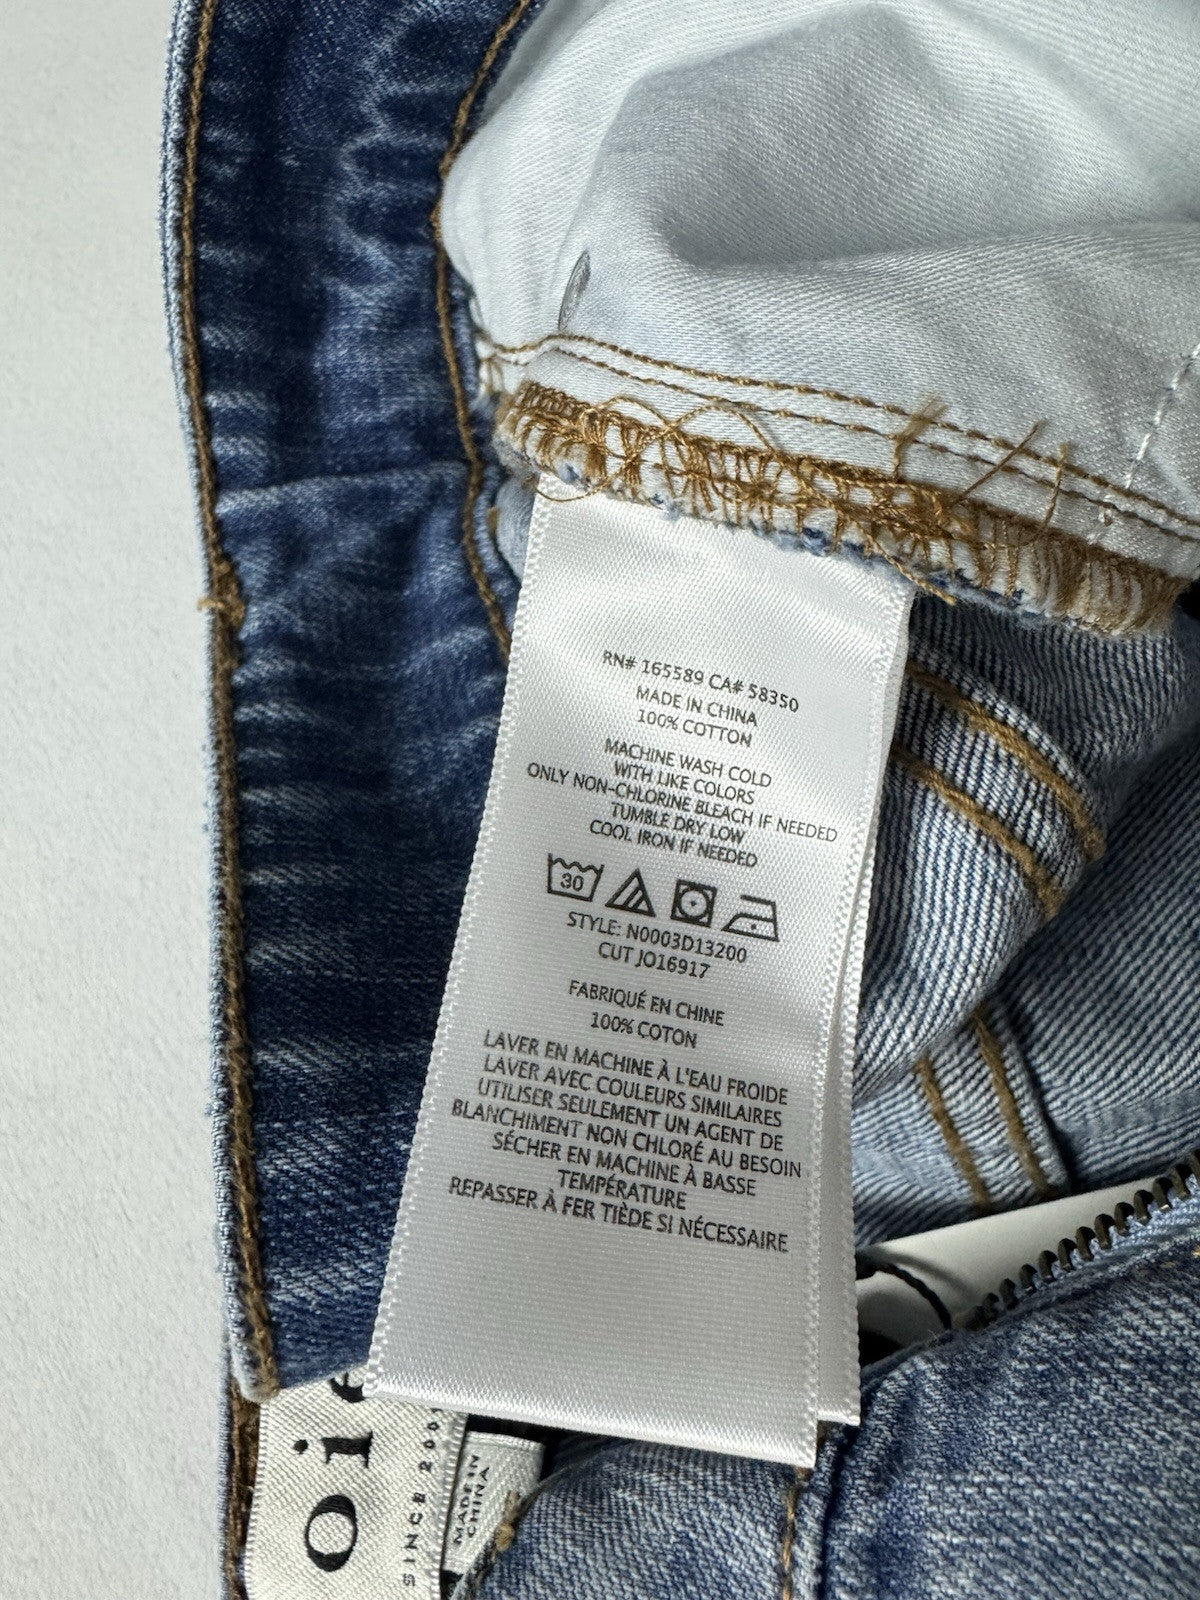 RN# 165589 CA# 58350
MADE IN CHINA
100% COTTON
MACHINE WASH COLD
WITH LIKE COLORS
ONLY NON-CHLORINE BLEACH IF NEEDED
TUMBLE DRY LOW
COOL IRON IF NEEDED
30
STYLE: N0003D13200
CUT JO16917
FABRIQUÉ EN CHINE
100% COTON
LAVER EN MACHINE À L'EAU FROIDE
LAVER AVEC COULEURS SIMILAIRES
UTILISER SEULEMENT UN AGENT DE
BLANCHIMENT NON CHLORÉ AU BESOIN
SÉCHER EN MACHINE À BASSE
TEMPÉRATURE
REPASSER À FER TIÈDE SI NÉCESSAIRE
Oie
SINCE 2001
MADE IN
CHINA